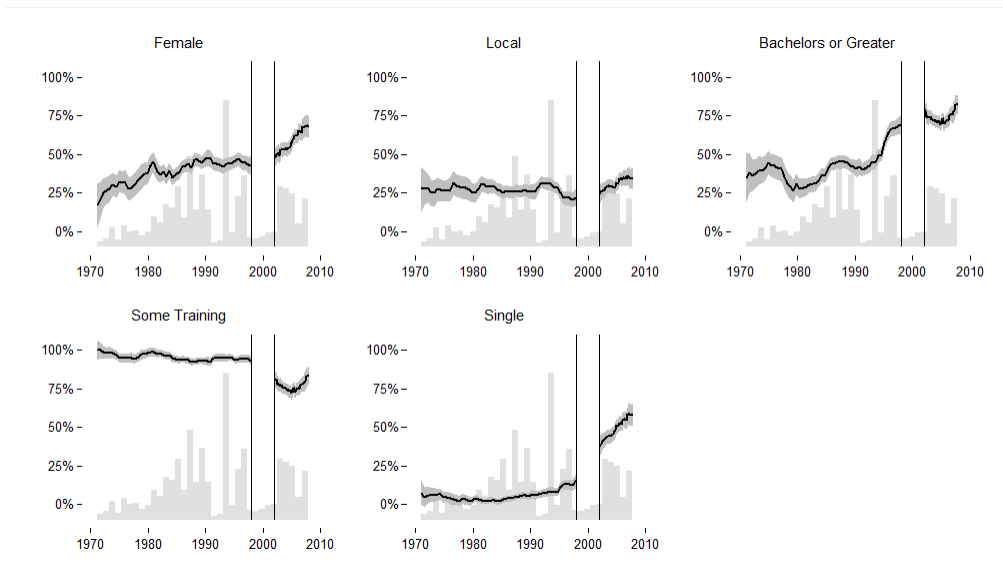 Female Local Bachelors or Greater
100% 100% 100%
75% 75% 75%
50% 50% 50%
25% 25% 25%
0% 0% 0%
1970 1980 1990 2000 2010 1970 1980 1990 2000 2010 1970 1980 1990 2000 2010
Some Training Single
100% 100%
75% 75%
50% 50%
25% 25%
0% 0%
1970 1980 1990 2000 2010 1970 1980 1990 2000 2010